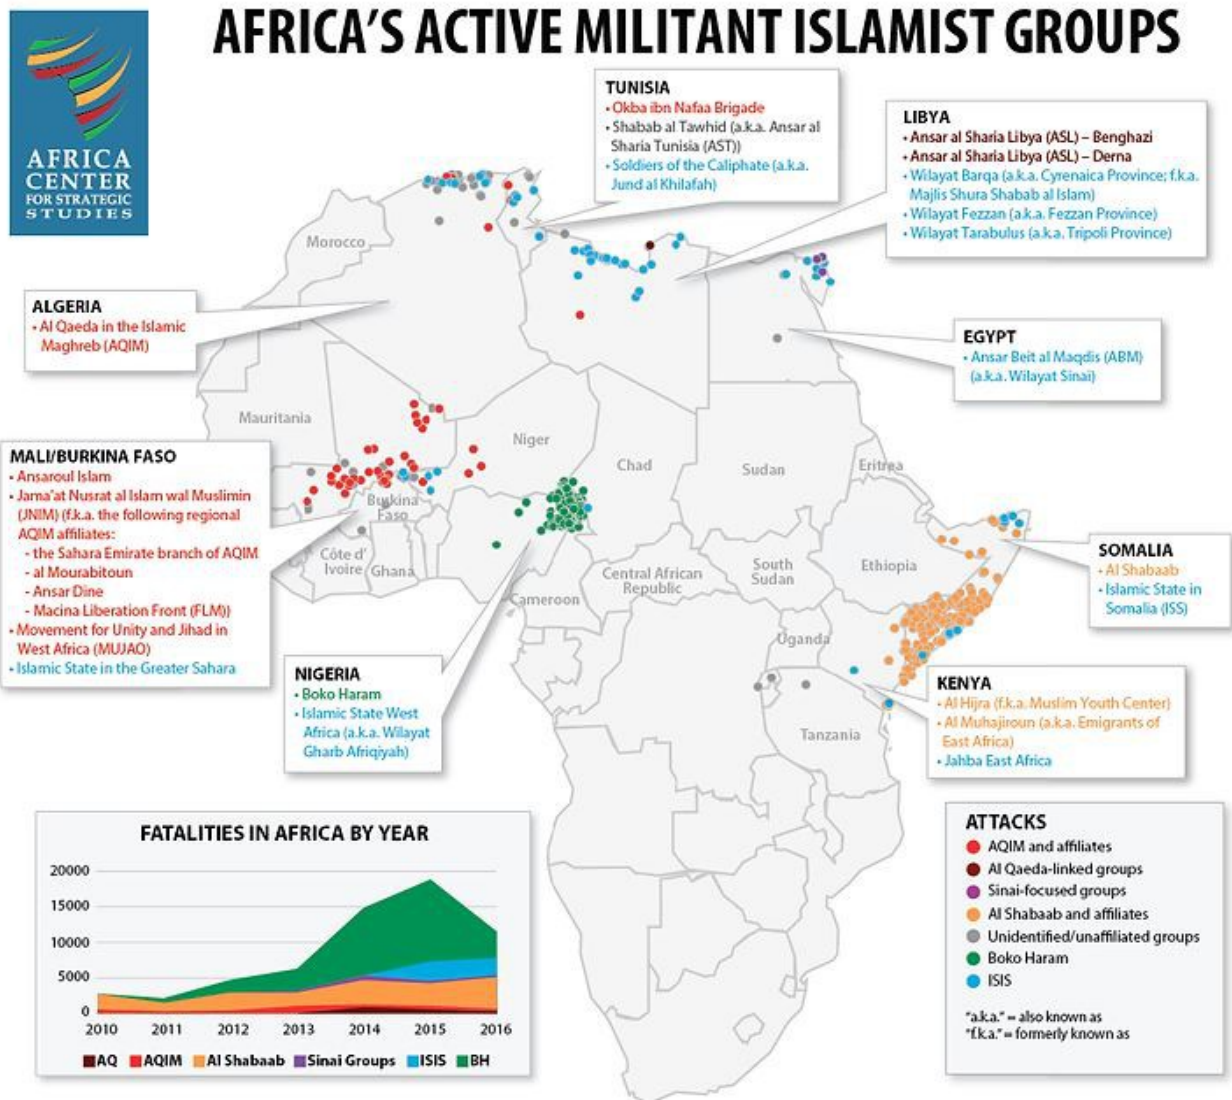 AFRICA'S ACTIVE MILITANT ISLAMIST GROUPS
AFRICA
CENTER
FOR STRATEGIC
STUDIES
TUNISIA
• Okba ibn Nafaa Brigade
• Shabab al Tawhid (a.k.a. Ansar al
Sharia Tunisia (AST))
• Soldiers of the Caliphate (a.k.a.
Jund al Khilafah)
LIBYA
• Ansar al Sharia Libya (ASL) – Benghazi
• Ansar al Sharia Libya (ASL) – Derna
• Wilayat Barqa (a.k.a. Cyrenaica Province; f.k.a.
Majlis Shura Shabab al Islam)
• Wilayat Fezzan (a.k.a. Fezzan Province)
• Wilayat Tarabulus (a.k.a. Tripoli Province)
Morocco
ALGERIA
• Al Qaeda in the Islamic
Maghreb (AQIM)
EGYPT
• Ansar Beit al Maqdis (ABM)
(a.k.a. Wilayat Sinai)
Mauritania
Niger
Chad
Sudan
Eritrea
MALI/BURKINA FASO
• Ansaroul Islam
• Jama'at Nusrat al Islam wal Muslimin
(JNIM) (f.k.a. the following regional
AQIM affiliates:
- the Sahara Emirate branch of AQIM
- al Mourabitoun
- Ansar Dine
- Macina Liberation Front (FLM))
• Movement for Unity and Jihad in
West Africa (MUJAO)
• Islamic State in the Greater Sahara
Burkina
Faso
Côte d'
Ivoire
Ghana
Cameroon
Central African
Republic
South
Sudan
Ethiopia
Uganda
Tanzania
SOMALIA
• Al Shabaab
• Islamic State in
Somalia (ISS)
NIGERIA
• Boko Haram
• Islamic State West
Africa (a.k.a. Wilayat
Gharb Afriqiyah)
KENYA
• Al Hijra (f.k.a. Muslim Youth Center)
• Al Muhajiroun (a.k.a. Emigrants of
East Africa)
• Jahba East Africa
FATALITIES IN AFRICA BY YEAR
20000
15000
10000
5000
0
2010 2011 2012 2013 2014 2015 2016
AQ AQIM Al Shabaab Sinai Groups ISIS BH
ATTACKS
AQIM and affiliates
Al Qaeda-linked groups
Sinai-focused groups
Al Shabaab and affiliates
Unidentified/unaffiliated groups
Boko Haram
ISIS
"a.k.a." = also known as
"f.k.a." = formerly known as